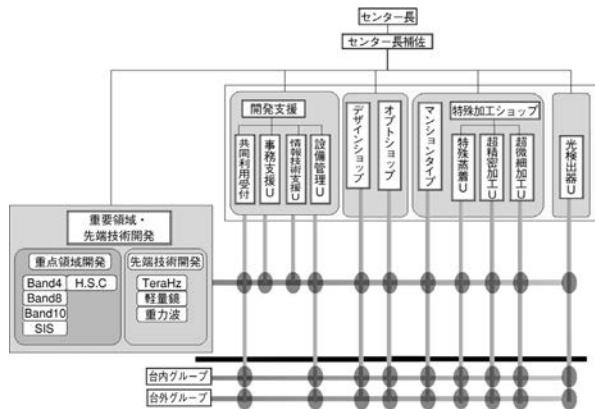 センター長
センター長補佐
開発支援
共同利用受付
事務支援U
情報技術支援U
設備管理U
デザインショップ
オプトショップ
マンションタイプ
特殊加工ショップ
特殊蒸着U
超精密加工U
超微細加工U
光検出器U
重要領域・
先端技術開発
重点領域開発
Band4
H.S.C
Band8
Band10
SIS
先端技術開発
TeraHz
軽量鏡
重力波
台内グループ
台外グループ